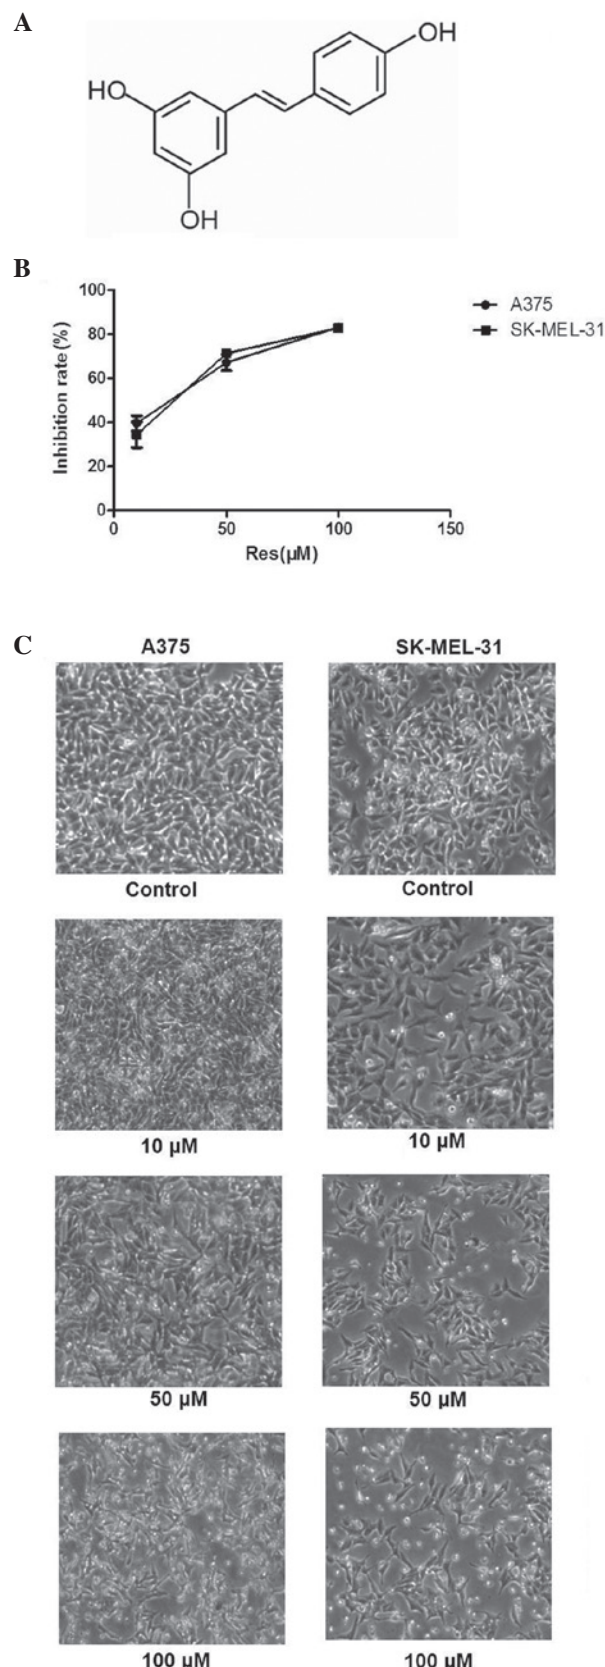 A
OH
HO
OH
B
100
80
60
40
20
0
0 50 100 150
Inhibition rate(%)
Res(µM)
A375
SK-MEL-31
C
A375 SK-MEL-31
Control Control
10 µM 10 µM
50 µM 50 µM
100 µM 100 µM